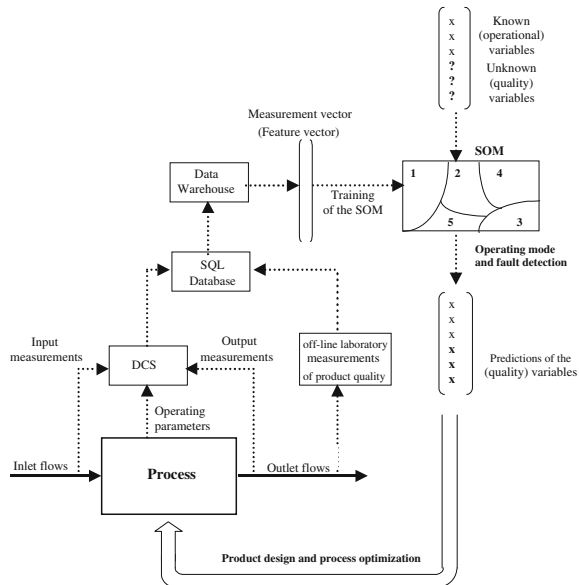 x
x
x
?
?
?
Known
(operational)
variables
Unknown
(quality)
variables
Measurement vector
(Feature vector)
SOM
1
2
4
5
3
Data
Warehouse
Training
of the SOM
Operating mode
and fault detection
SQL
Database
x
x
x
x
x
x
Predictions of the
(quality) variables
Input
measurements
Output
measurements
off-line laboratory
measurements
of product quality
DCS
Operating
parameters
Inlet flows
Process
Outlet flows
Product design and process optimization